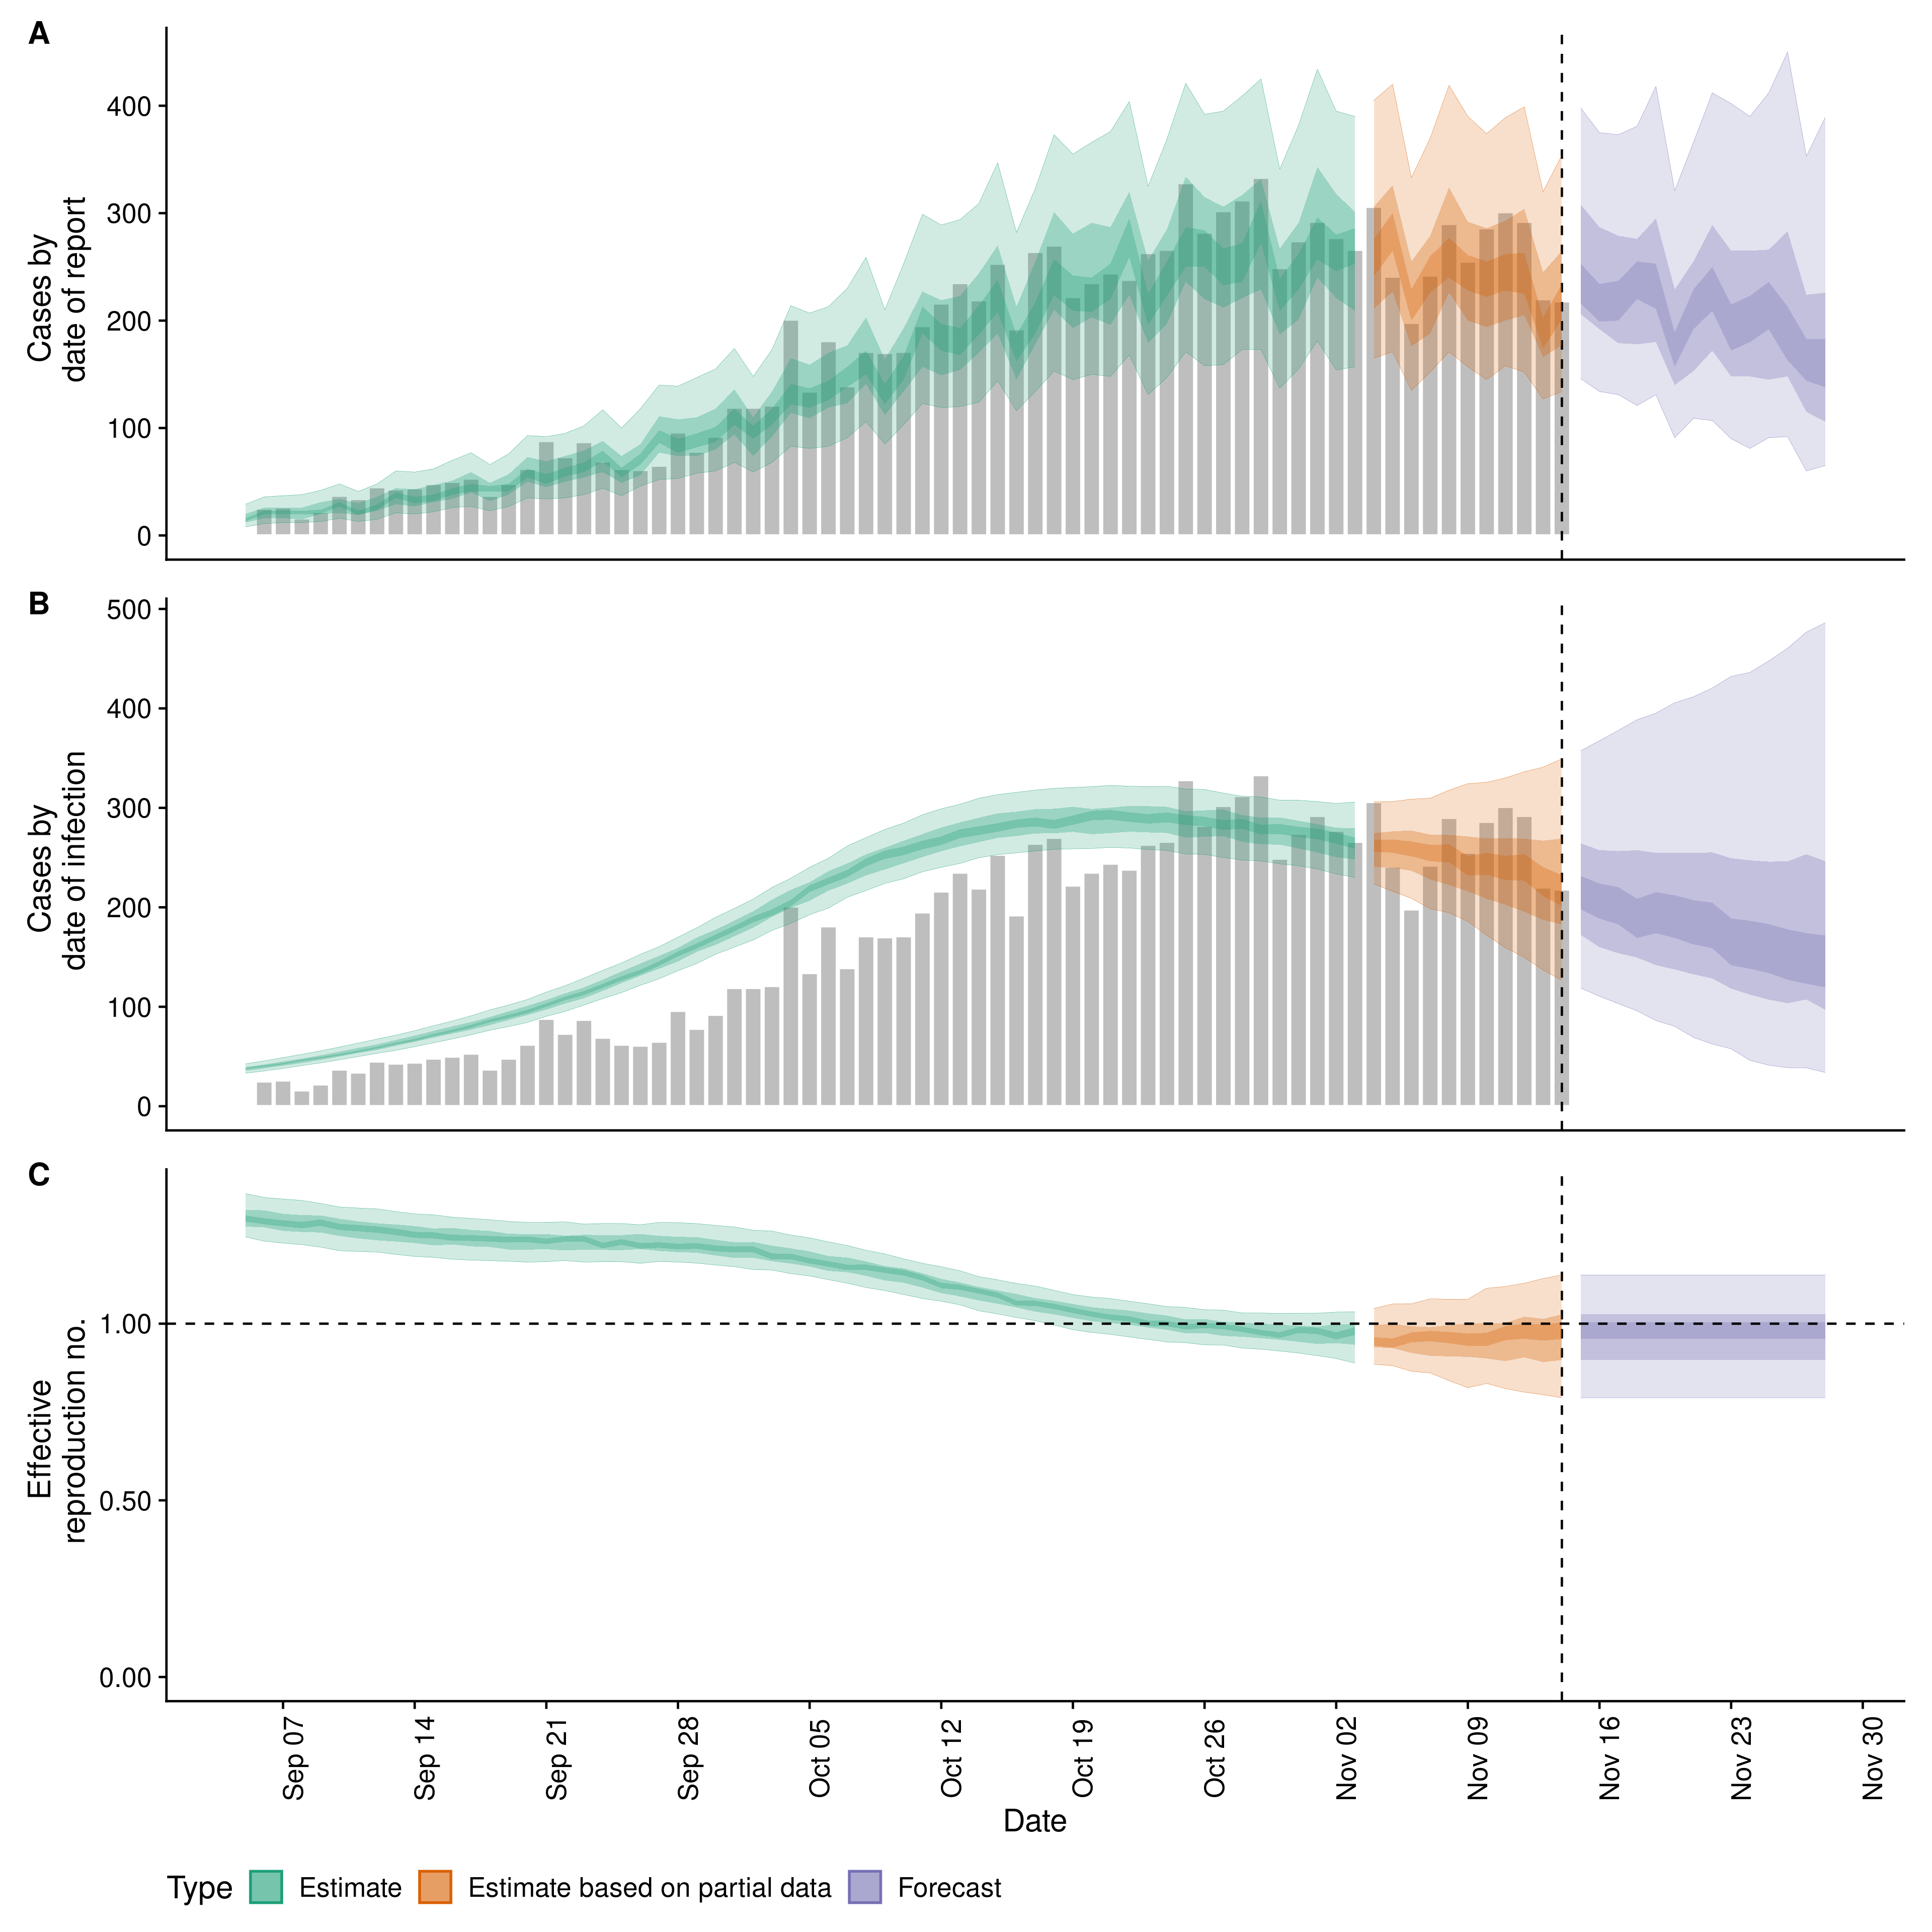 A
400
300
200
100
0
Cases by
date of report
B
500
400
300
200
100
0
Cases by
date of infection
C
1.00
0.50
0.00
Effective
reproduction no.
Sep 07
Sep 14
Sep 21
Sep 28
Oct 05
Oct 12
Oct 19
Oct 26
Nov 02
Nov 09
Nov 16
Nov 23
Nov 30
Date
Type Estimate Estimate based on partial data Forecast